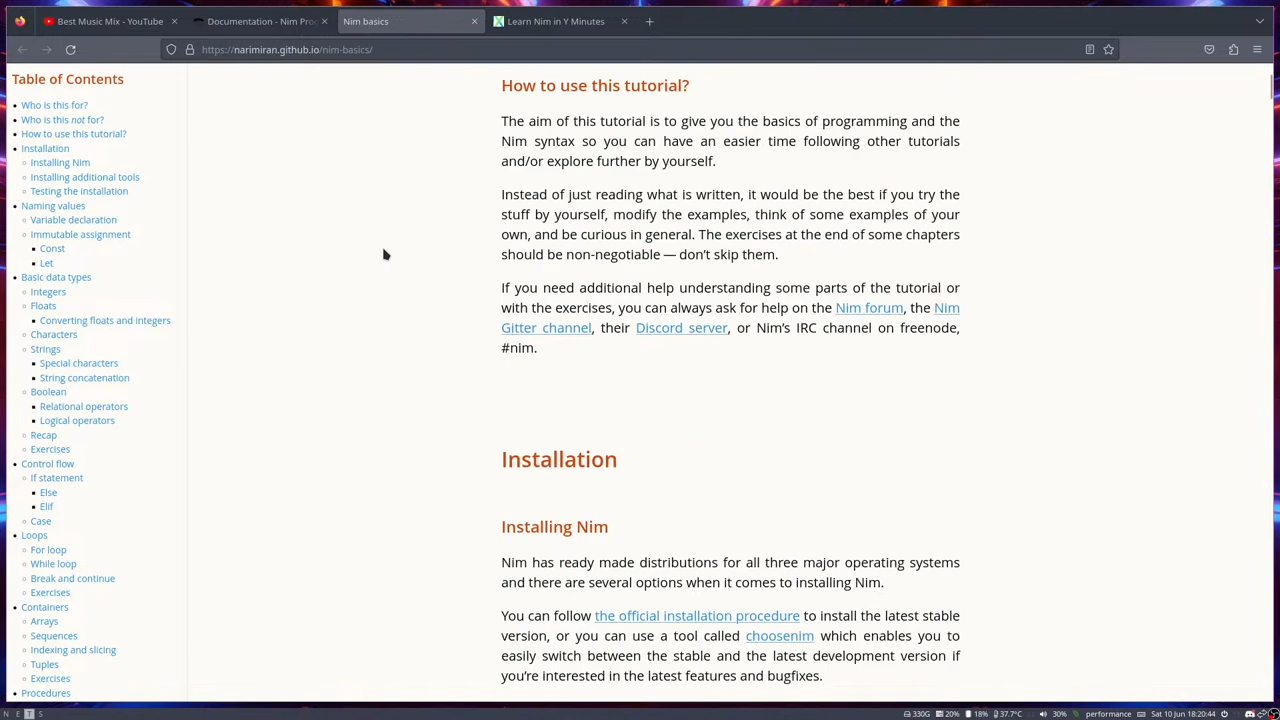 Best Music Mix - YouTube
Documentation - Nim Pro
Nim basics
Learn Nim in Y Minutes
https://narimiran.github.io/nim-basics/
Table of Contents
Who is this for?
Who is this not for?
How to use this tutorial?
Installation
Installing Nim
Installing additional tools
Testing the installation
Naming values
Variable declaration
Immutable assignment
Const
Let
Basic data types
Integers
Floats
Converting floats and integers
Characters
Strings
Special characters
String concatenation
Boolean
Relational operators
Logical operators
Recap
Exercises
Control flow
If statement
Else
Elif
Case
Loops
For loop
While loop
Break and continue
Exercises
Containers
Arrays
Sequences
Indexing and slicing
Tuples
Exercises
Procedures
How to use this tutorial?
The aim of this tutorial is to give you the basics of programming and the
Nim syntax so you can have an easier time following other tutorials
and/or explore further by yourself.
Instead of just reading what is written, it would be the best if you try the
stuff by yourself, modify the examples, think of some examples of your
own, and be curious in general. The exercises at the end of some chapters
should be non-negotiable — don’t skip them.
If you need additional help understanding some parts of the tutorial or
with the exercises, you can always ask for help on the Nim forum, the Nim
Gitter channel, their Discord server, or Nim’s IRC channel on freenode,
#nim.
Installation
Installing Nim
Nim has ready made distributions for all three major operating systems
and there are several options when it comes to installing Nim.
You can follow the official installation procedure to install the latest stable
version, or you can use a tool called choosenim which enables you to
easily switch between the stable and the latest development version if
you’re interested in the latest features and bugfixes.
N E T S
330G 20% 18% 37.7°C 30% performance Sat 10 Jun 18:20:44